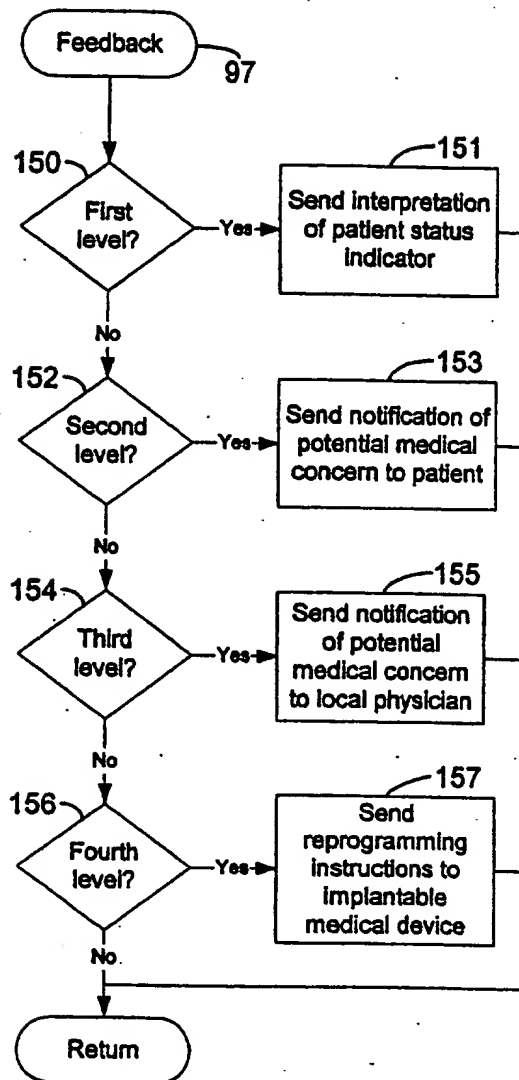 Feedback
97
150
First
level?
Yes
151
Send interpretation
of patient status
indicator
No
152
Second
level?
Yes
153
Send notification of
potential medical
concern to patient
No
154
Third
level?
Yes
155
Send notification
of potential
medical concern
to local physician
No
156
Fourth
level?
Yes
157
Send
reprogramming
instructions to
implantable
medical device
No
Return